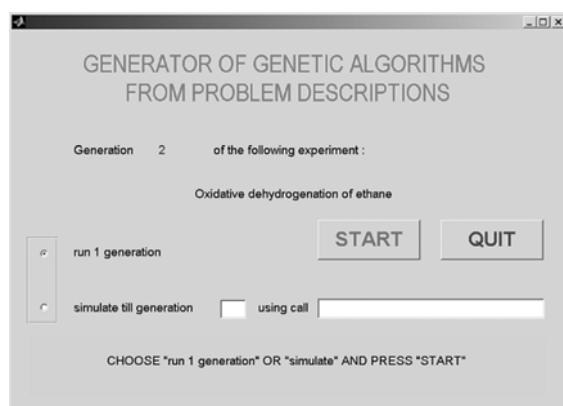 GENERATOR OF GENETIC ALGORITHMS
FROM PROBLEM DESCRIPTIONS
Generation 2 of the following experiment :
Oxidative dehydrogenation of ethane
START QUIT
run 1 generation
simulate till generation using call
CHOOSE "run 1 generation" OR "simulate" AND PRESS "START"